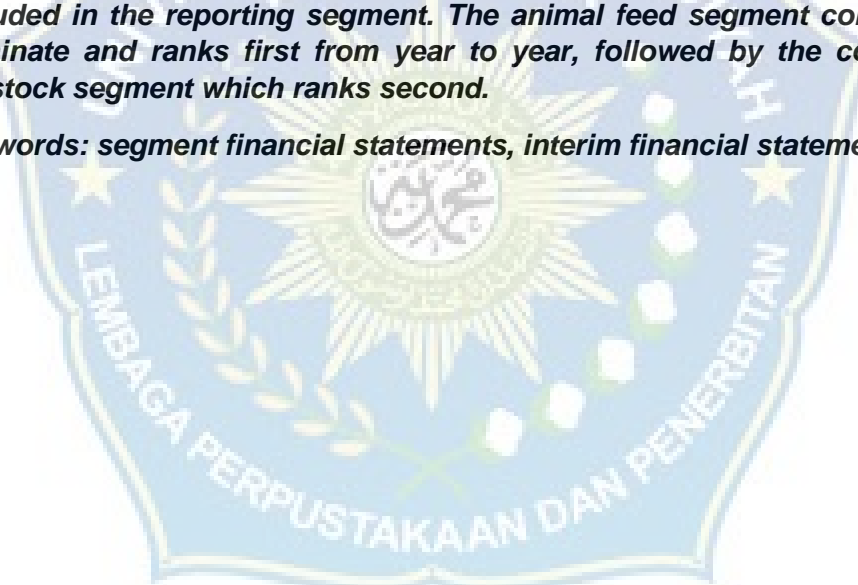 uded in the reporting segment. The animal feed segment co
inate and ranks first from year to year, followed by the c
stock segment which ranks second.
words: segment financial statements, interim financial stateme
LEMBAGA PERPUSTAKAAN DAN PENERBITAN